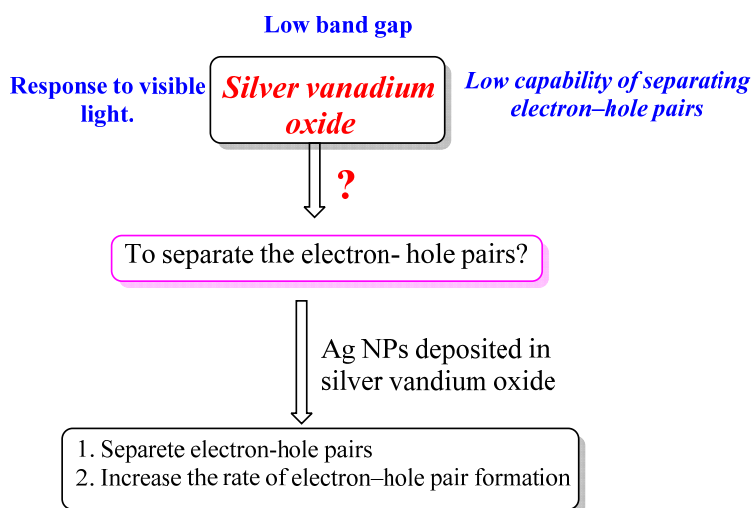 Low band gap
Response to visible
light.
Silver vanadium
oxide
Low capability of separating
electron–hole pairs
?
To separate the electron- hole pairs?
Ag NPs deposited in
silver vandium oxide
1. Separete electron-hole pairs
2. Increase the rate of electron–hole pair formation